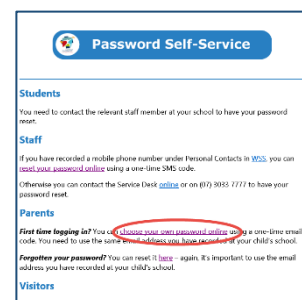 Password Self-Service
Students
You need to contact the relevant staff member at your school to have your password
reset.
Staff
If you have recorded a mobile phone number under Personal Contacts in WSS, you can
reset your password online using a one-time SMS code.
Otherwise you can contact the Service Desk online or on (07) 3033 7777 to have your
password reset.
Parents
First time logging in? You can choose your own password online using a one-time email
code. You need to use the same email address you have recorded at your child's school.
Forgotten your password? You can reset it here – again, it's important to use the email
address you have recorded at your child's school.
Visitors